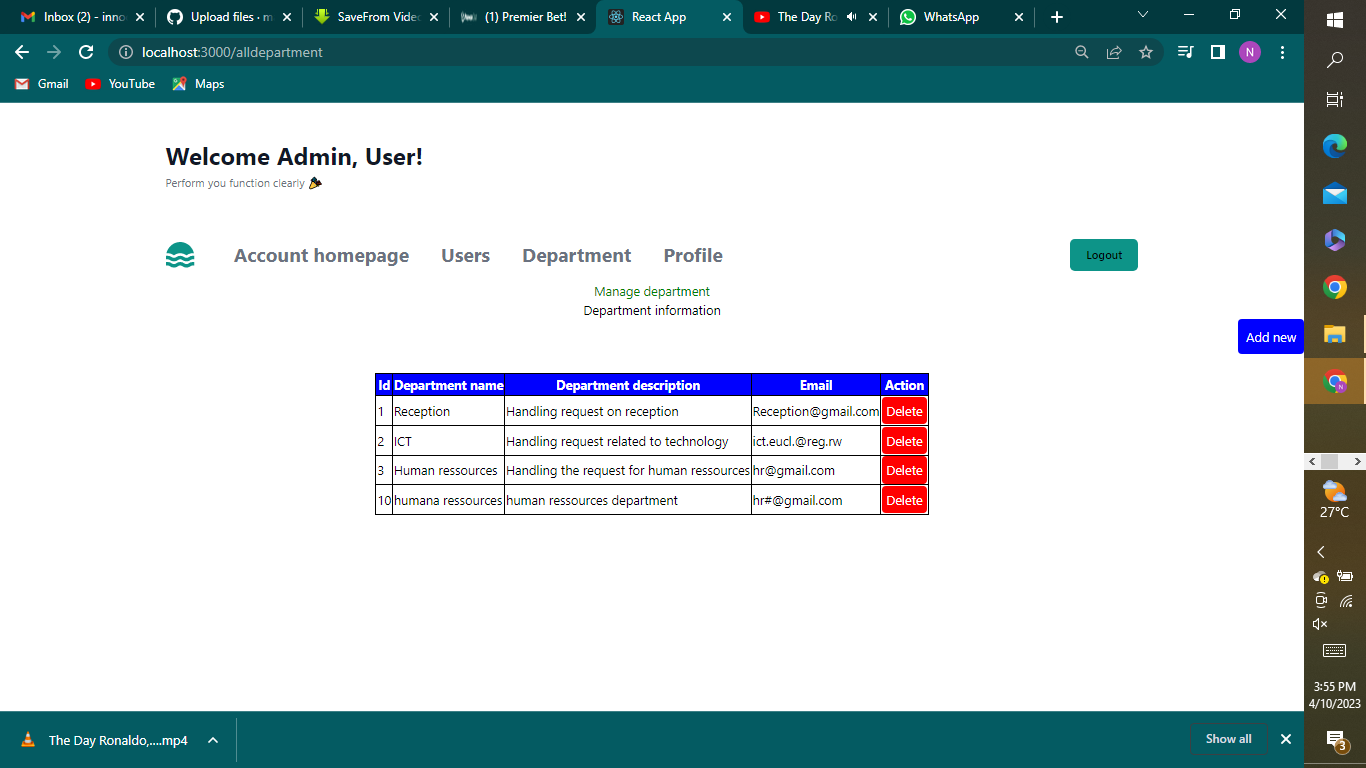 Inbox (2) - inno
Upload files · m
SaveFrom Video
(1) Premier Bet!
React App
The Day Ro
WhatsApp
localhost:3000/alldepartment
N
Gmail
YouTube
Maps
Welcome Admin, User!
Perform you function clearly
Account homepage
Users
Department
Profile
Logout
Manage department
Department information
Add new
Id Department name Department description Email Action
1 Reception Handling request on reception Reception@gmail.com Delete
2 ICT Handling request related to technology ict.eucl.@reg.rw Delete
3 Human ressources Handling the request for human ressources hr@gmail.com Delete
10 humana ressources human ressources department hr#@gmail.com Delete
27°C
3:55 PM
4/10/2023
3
The Day Ronaldo,....mp4
Show all